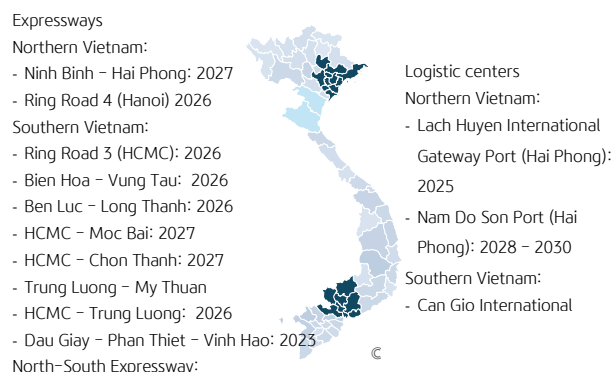 Expressways
Northern Vietnam:
- Ninh Binh – Hai Phong: 2027
- Ring Road 4 (Hanoi) 2026
Southern Vietnam:
- Ring Road 3 (HCMC): 2026
- Bien Hoa – Vung Tau: 2026
- Ben Luc – Long Thanh: 2026
- HCMC – Moc Bai: 2027
- HCMC – Chon Thanh: 2027
- Trung Luong – My Thuan
- HCMC – Trung Luong: 2026
- Dau Giay – Phan Thiet – Vinh Hao: 2023
North-South Expressway:
Logistic centers
Northern Vietnam:
- Lach Huyen International
Gateway Port (Hai Phong):
2025
- Nam Do Son Port (Hai
Phong): 2028 – 2030
Southern Vietnam:
- Can Gio International
©